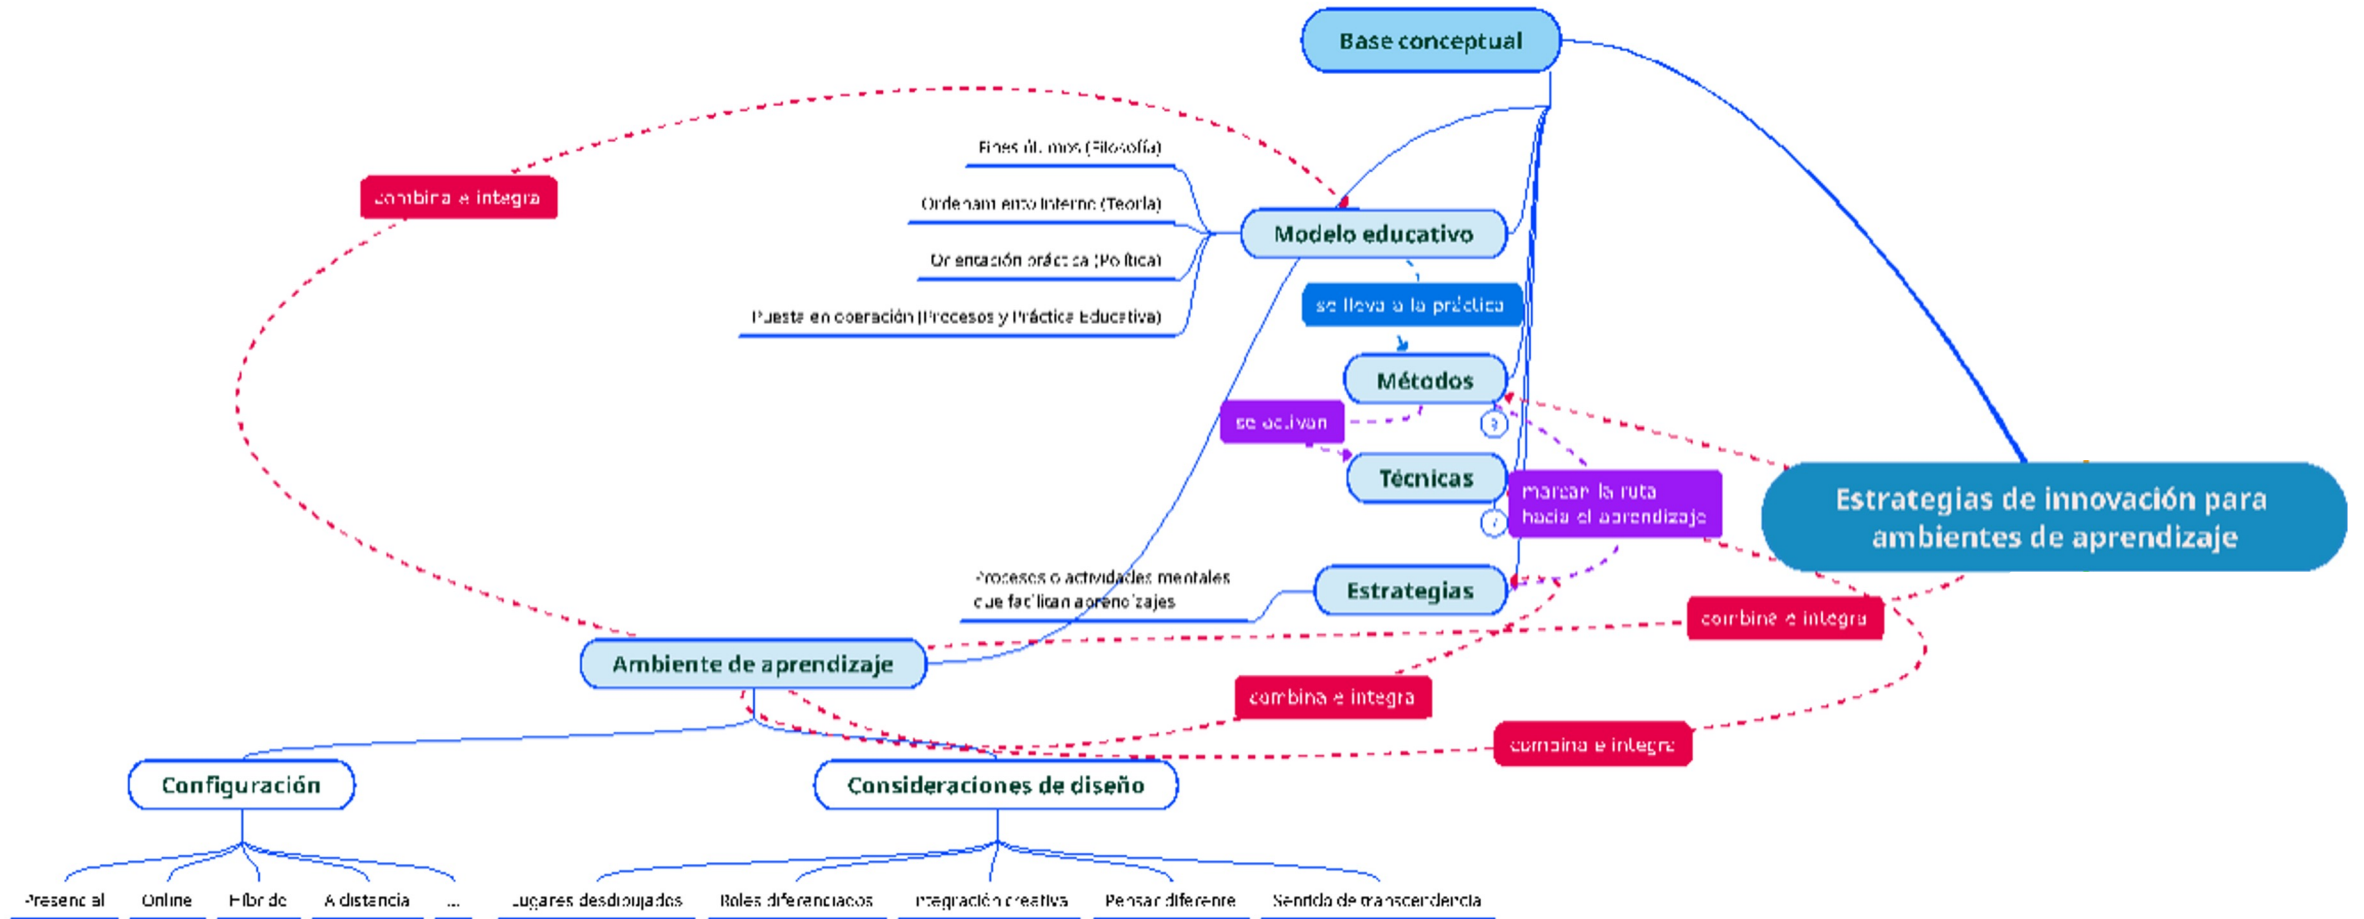 Base conceptual
Fines últimos (Filosofía)
combina e integra
Ordenamiento Interno (Teoría)
Modelo educativo
Orientación práctica (Política)
se lleva a la práctica
Puesta en operación (Procesos y Práctica Educativa)
Métodos
se activan
Técnicas
marcan la ruta
hacia el aprendizaje
Estrategias de innovación para
ambientes de aprendizaje
Procesos o actividades mentales
que facilitan aprendizajes
Estrategias
combina e integra
Ambiente de aprendizaje
combina e integra
combina e integra
Configuración
Consideraciones de diseño
Presencial
Online
Híbrido
A distancia
...
Lugares desdibujados
Roles diferenciados
Integración creativa
Pensar diferente
Sentido de transcendencia